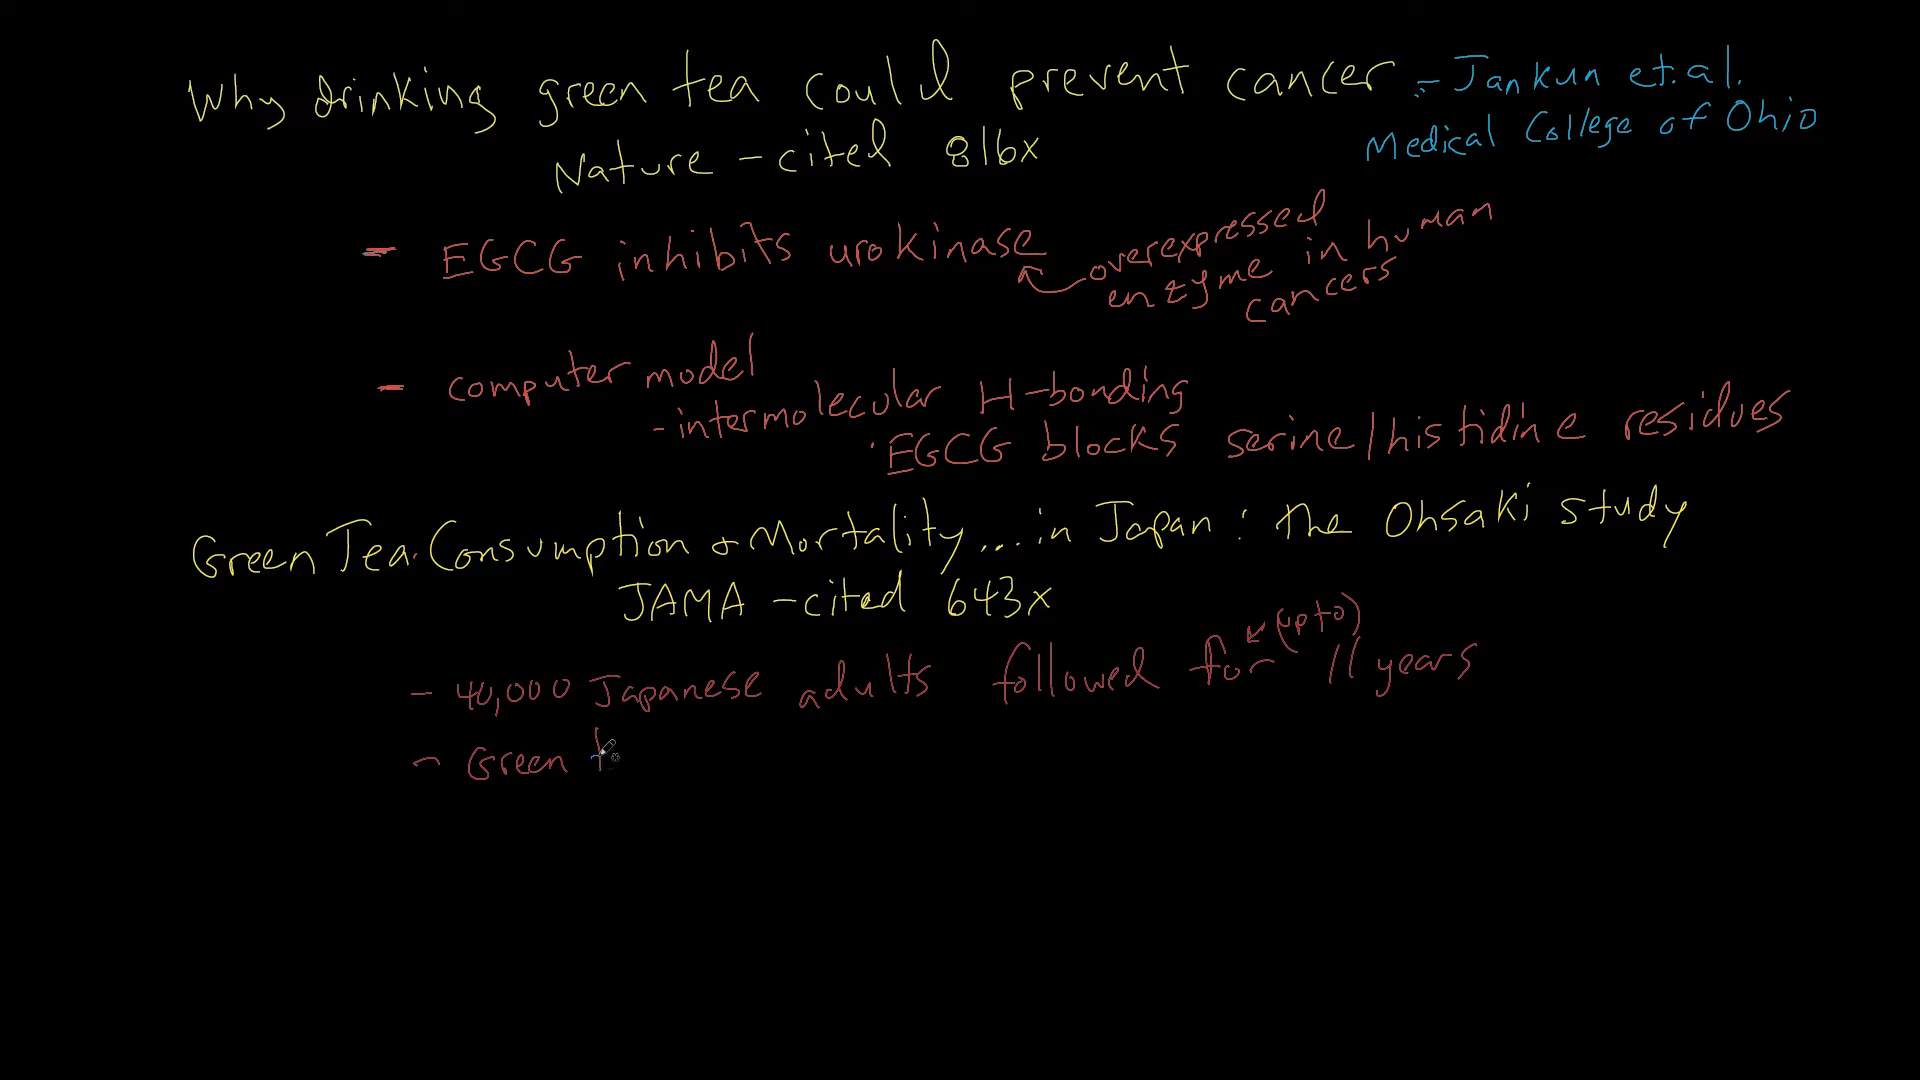 Why drinking green tea could prevent cancer - Jankun et. al.
Medical College of Ohio
Nature - cited 816x
- EGCG inhibits urokinase
overexpressed
enzyme in human
cancers
- computer model
- intermolecular H-bonding
· EGCG blocks serine/histidine residues
Green Tea Consumption & Mortality... in Japan: the Ohsaki study
JAMA - cited 643x
(up to)
- 40,000 Japanese adults followed for 11 years
- Green t